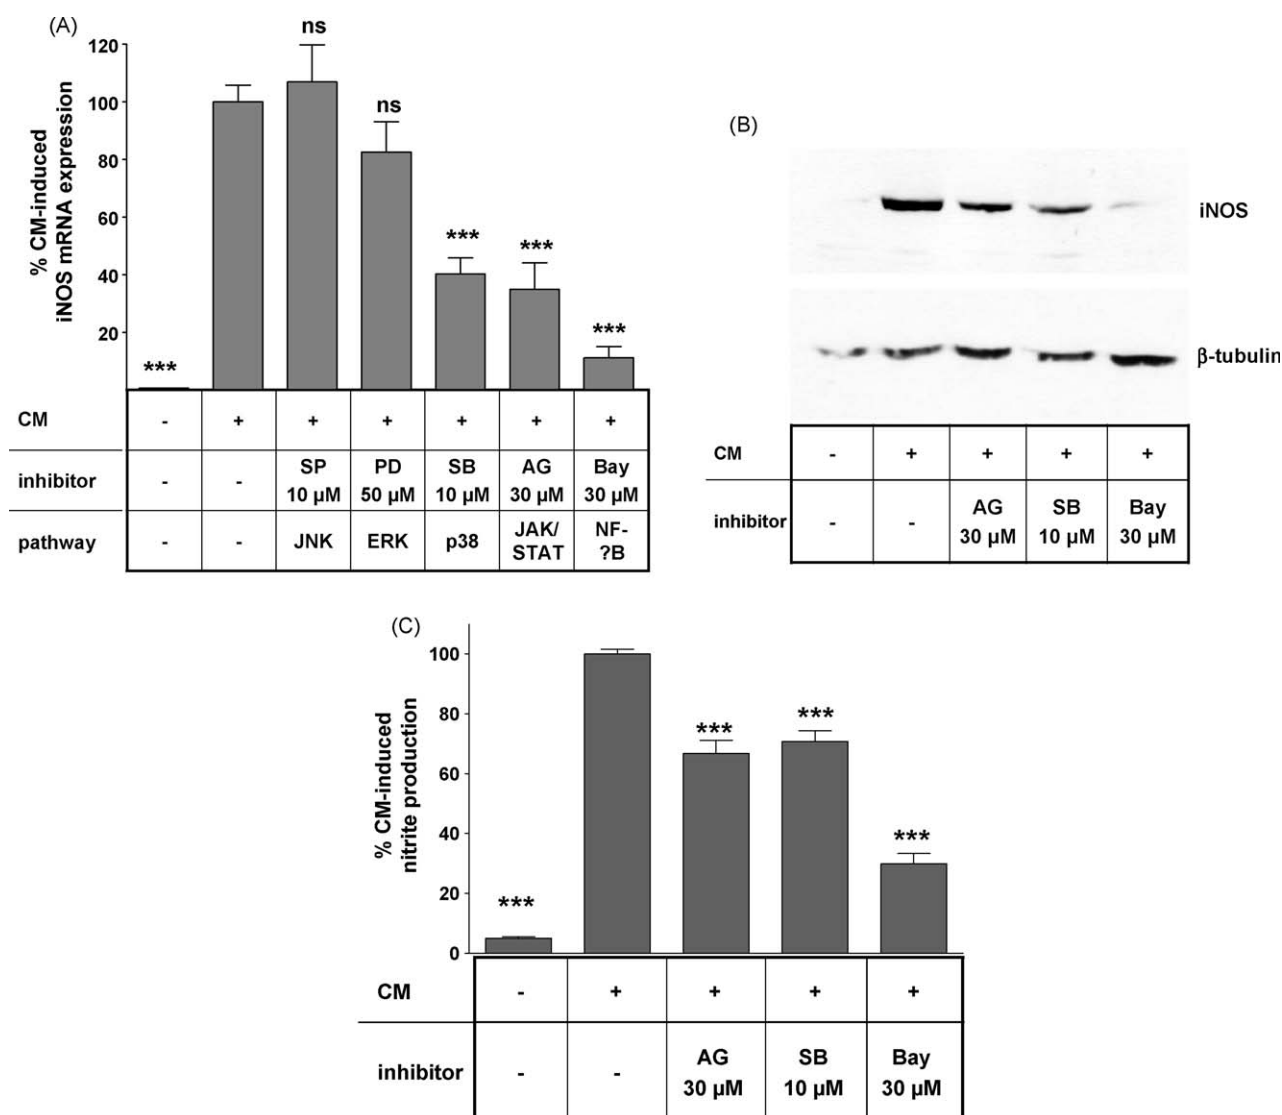 (A)
% CM-induced
iNOS mRNA expression
120
100
80
60
40
20
***
ns
ns
***
***
***
CM - + + + + + +
inhibitor - - SP 10 µM PD 50 µM SB 10 µM AG 30 µM Bay 30 µM
pathway - - JNK ERK p38 JAK/ STAT NF- ?B
(B)
iNOS
β-tubulin
CM - + + + +
inhibitor - - AG 30 µM SB 10 µM Bay 30 µM
(C)
% CM-induced
nitrite production
100
80
60
40
20
0
***
***
***
***
CM - + + + +
inhibitor - - AG 30 µM SB 10 µM Bay 30 µM